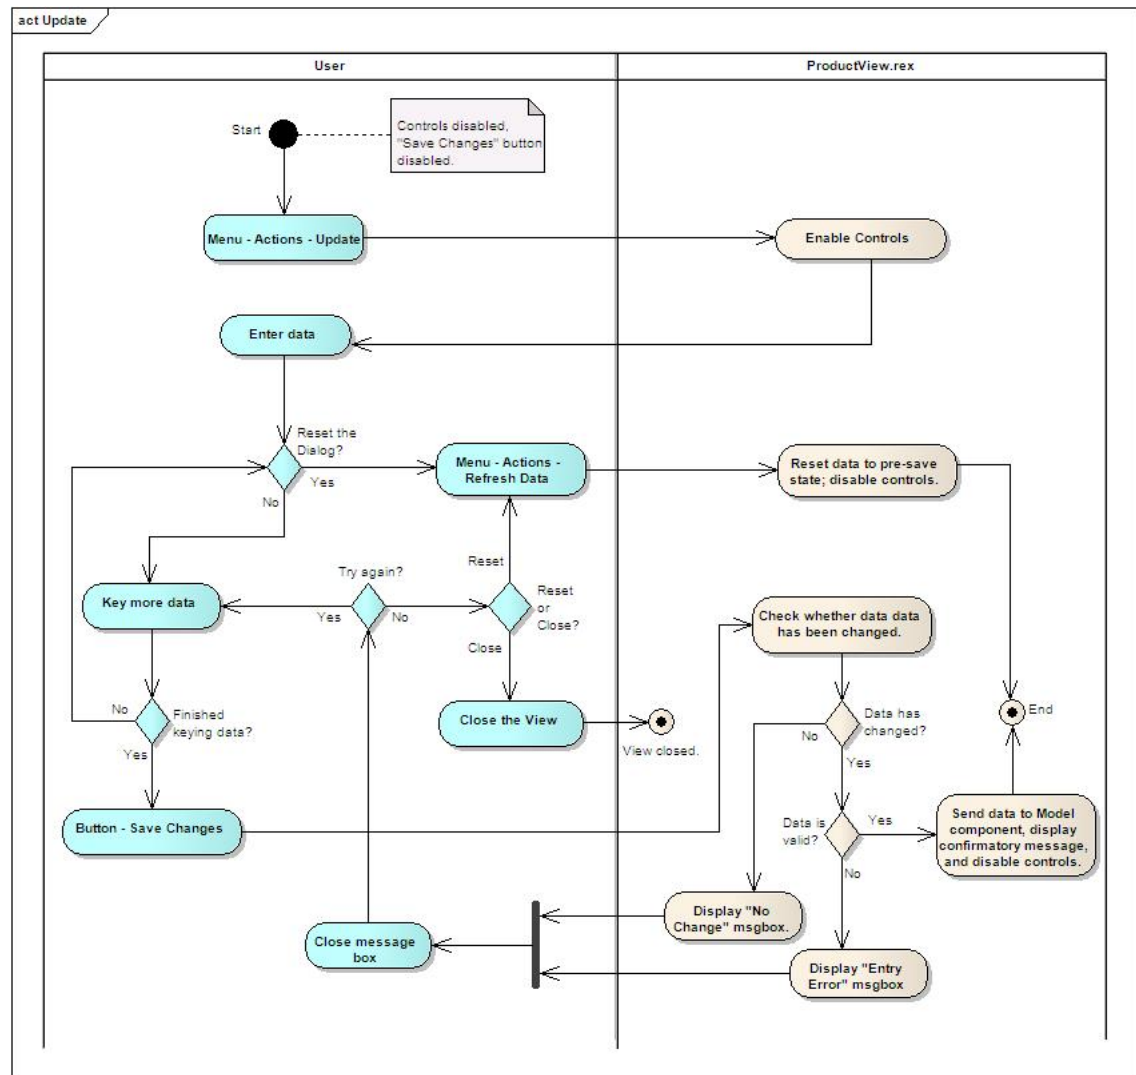 act Update
User
ProductView.rex
Start
Controls disabled,
"Save Changes" button
disabled.
Menu - Actions - Update
Enable Controls
Enter data
Reset the
Dialog?
Yes
No
Menu - Actions -
Refresh Data
Reset data to pre-save
state; disable controls.
Reset
Try again?
Key more data
Yes
No
Reset
or
Close?
Close
Check whether data data
has been changed.
No
Finished
keying data?
Yes
Close the View
View closed.
Data has
changed?
No
Yes
End
Button - Save Changes
Data is
valid?
Yes
No
Send data to Model
component, display
confirmatory message,
and disable controls.
Display "No
Change" msgbox.
Close message
box
Display "Entry
Error" msgbox